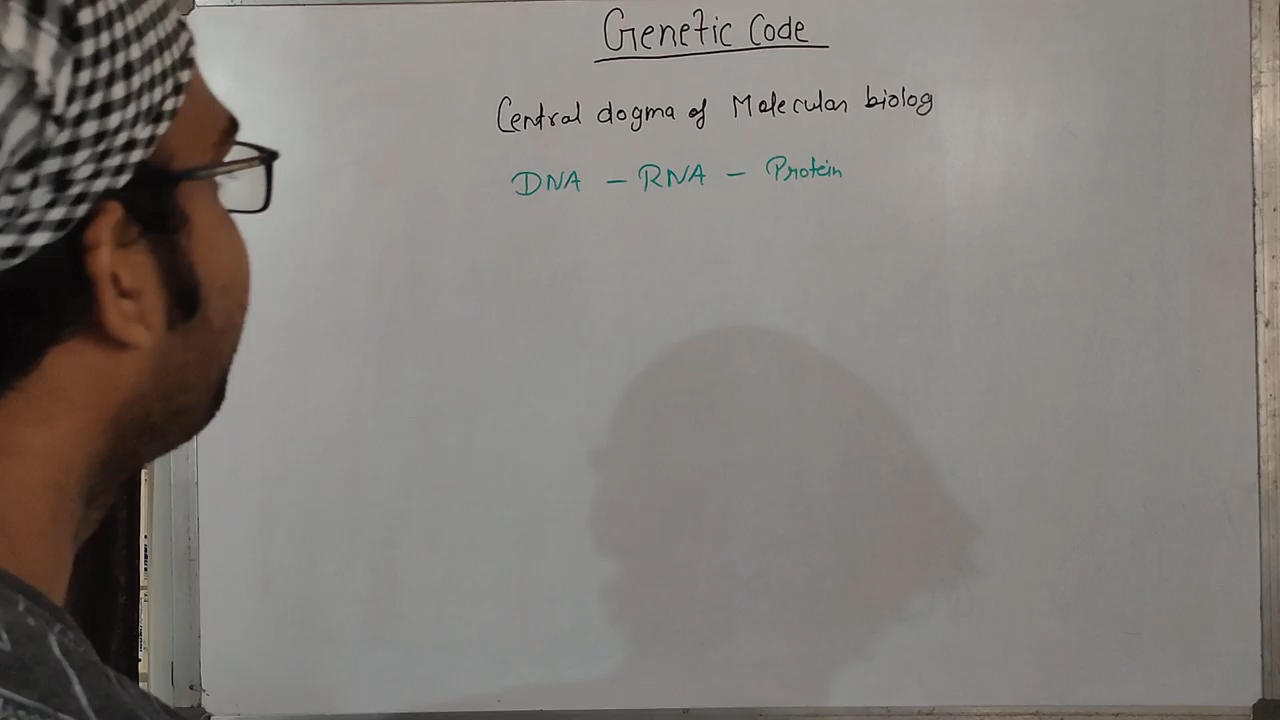 Genetic Code
Central dogma of Molecular biolog
DNA - RNA - Protein